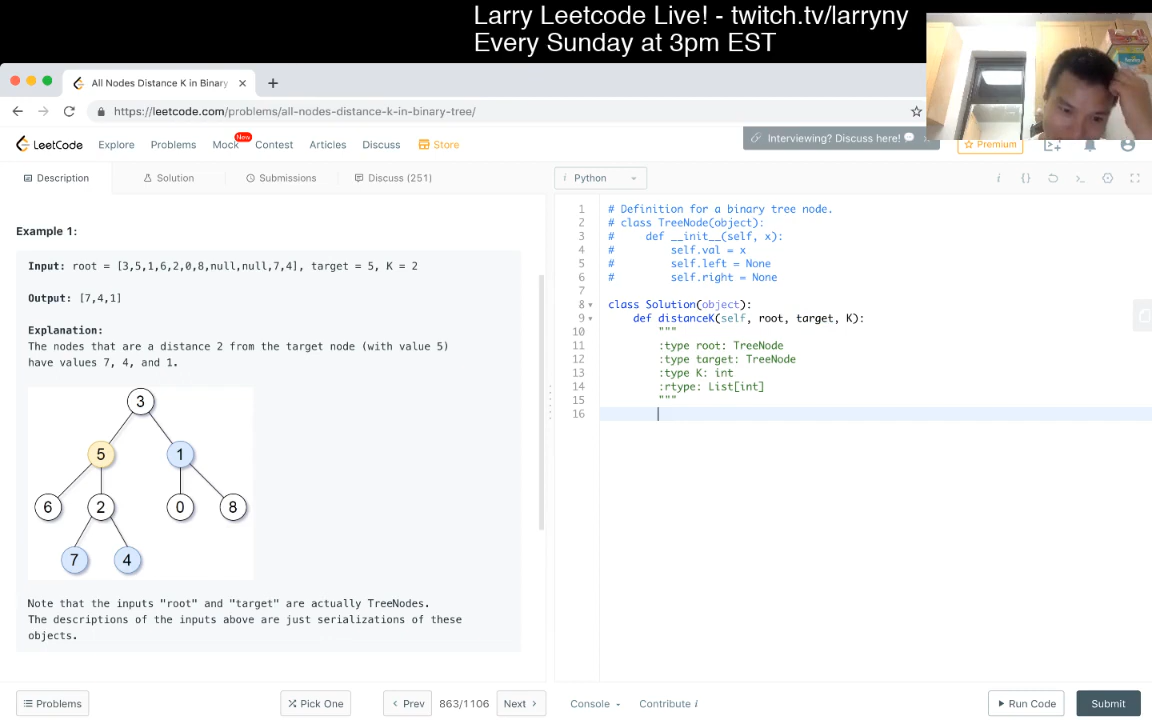 Larry Leetcode Live! - twitch.tv/larryny
Every Sunday at 3pm EST
All Nodes Distance K in Binary
https://leetcode.com/problems/all-nodes-distance-k-in-binary-tree/
LeetCode
Explore
Problems
Mock
New
Contest
Articles
Discuss
Store
Interviewing? Discuss here!
Premium
Description
Solution
Submissions
Discuss (251)
i Python
Example 1:
Input: root = [3,5,1,6,2,0,8,null,null,7,4], target = 5, K = 2
Output: [7,4,1]
Explanation:
The nodes that are a distance 2 from the target node (with value 5)
have values 7, 4, and 1.
3
5 1
6 2 0 8
7 4
Note that the inputs "root" and "target" are actually TreeNodes.
The descriptions of the inputs above are just serializations of these
objects.
1 # Definition for a binary tree node.
2 # class TreeNode(object):
3 #     def __init__(self, x):
4 #         self.val = x
5 #         self.left = None
6 #         self.right = None
7
8 class Solution(object):
9     def distanceK(self, root, target, K):
10         """
11         :type root: TreeNode
12         :type target: TreeNode
13         :type K: int
14         :rtype: List[int]
15         """
16
Problems
Pick One
Prev
863/1106
Next
Console
Contribute i
Run Code
Submit